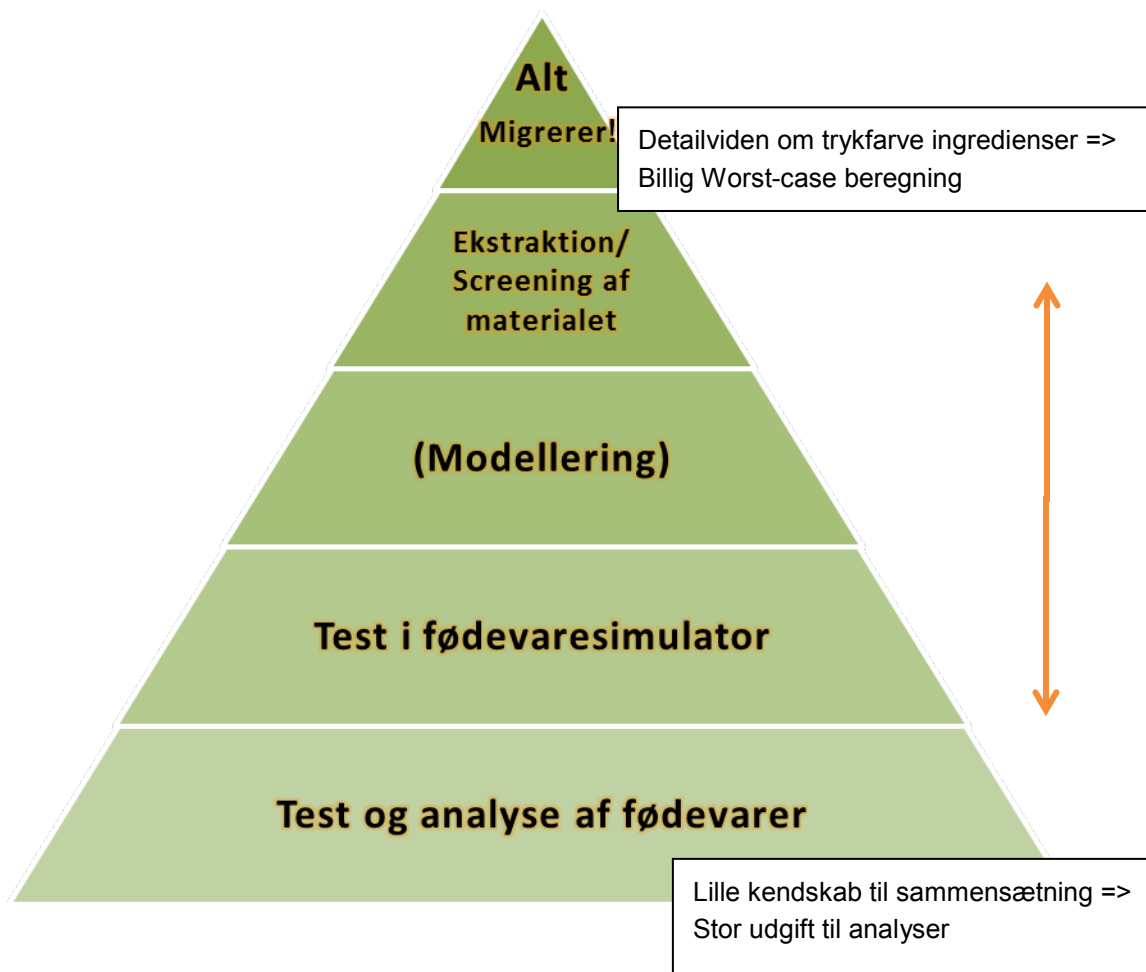 Alt
Migrerer!
Detailviden om trykfarve ingredienser =>
Billig Worst-case beregning
Ekstraktion/
Screening af
materialet
(Modellering)
Test i fødevaresimulator
Test og analyse af fødevarer
Lille kendskab til sammensætning =>
Stor udgift til analyser